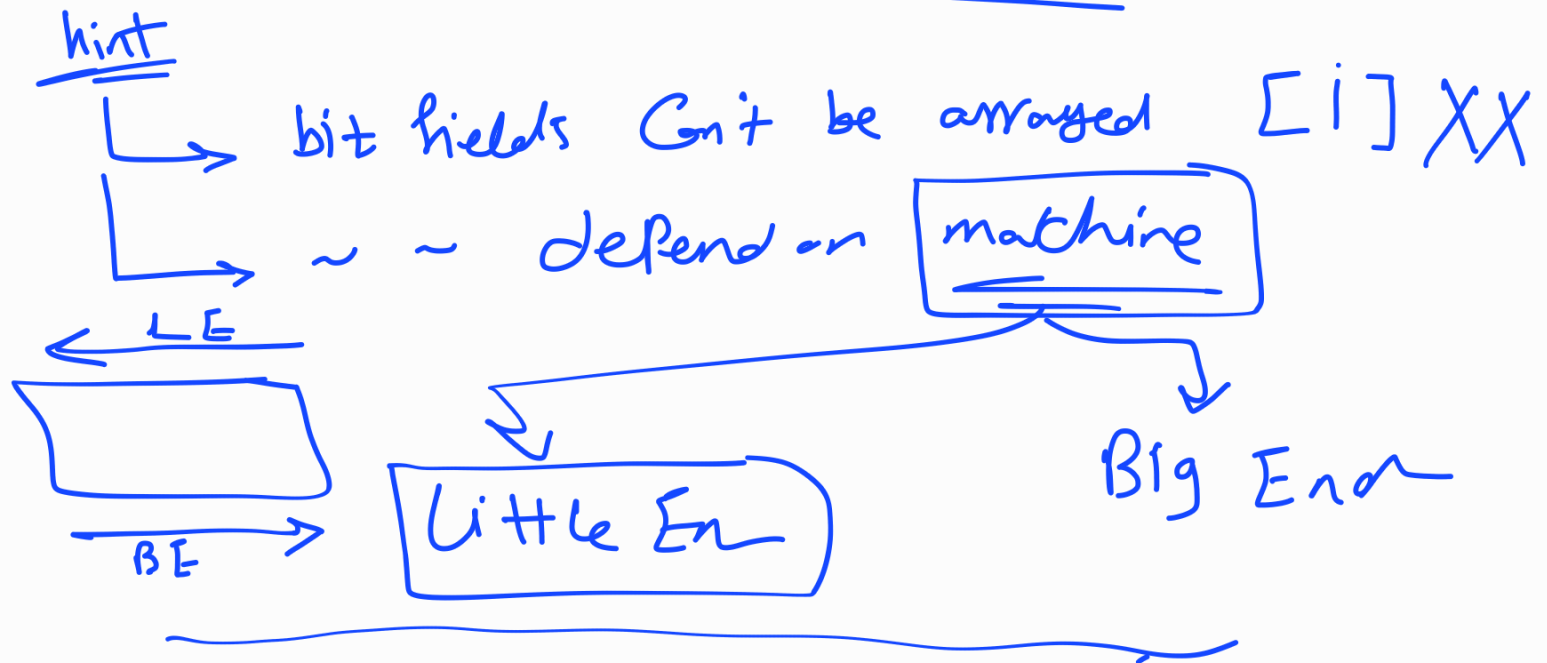 hint
bit fields Can't be arrayed [i] XX
~ ~ depend on machine
LE
BE
Little En
Big End